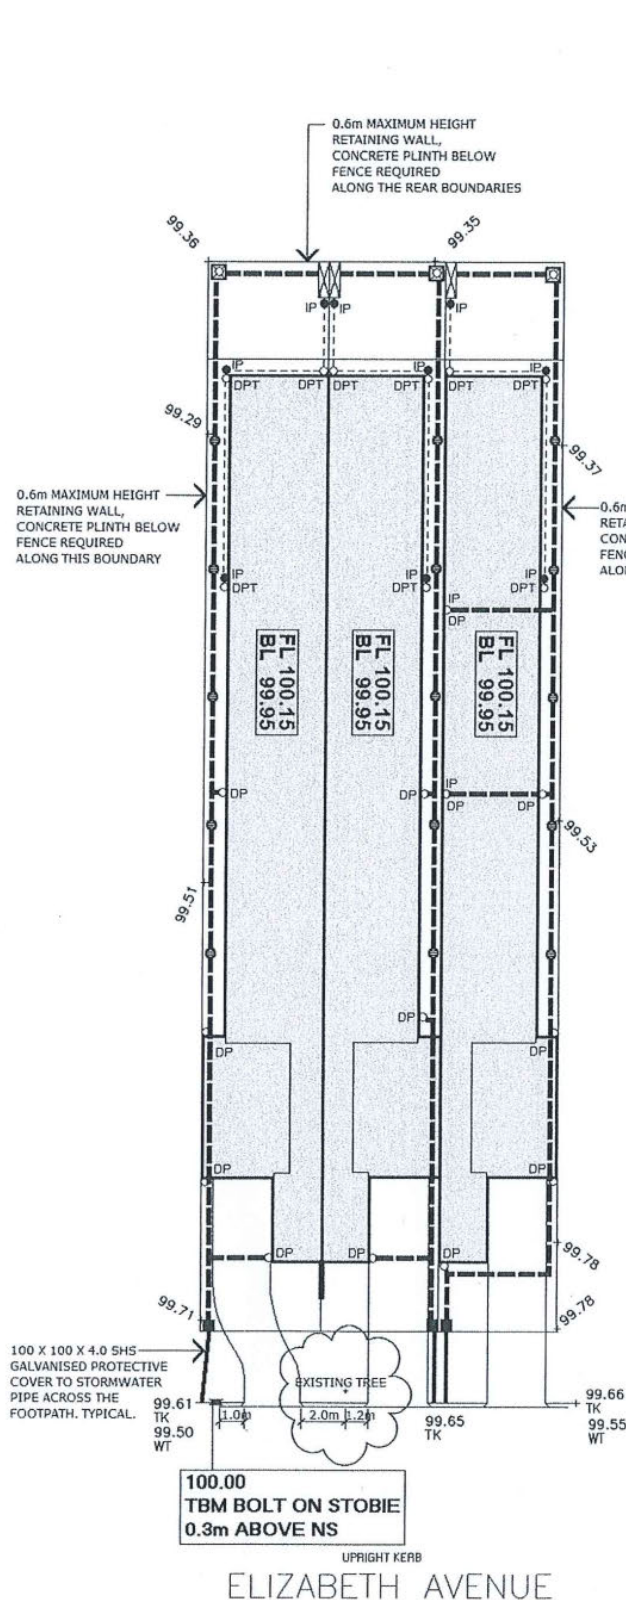 0.6m MAXIMUM HEIGHT
RETAINING WALL,
CONCRETE PLINTH BELOW
FENCE REQUIRED
ALONG THE REAR BOUNDARIES
99.36
99.35
IP
IP
IP
IP
IP
IP
DPT
DPT
DPT
DPT
DPT
DPT
99.29
99.37
0.6m MAXIMUM HEIGHT
RETAINING WALL,
CONCRETE PLINTH BELOW
FENCE REQUIRED
ALONG THIS BOUNDARY
0.6m
RETA
CON
FENC
ALO
IP
DPT
IP
DPT
IP
DPT
IP
DP
FL 100.15
BL 99.95
FL 100.15
BL 99.95
FL 100.15
BL 99.95
DP
DP
IP
DP
DP
99.53
99.51
DP
DP
DP
DP
DP
DP
DP
DP
99.78
99.71
99.78
100 X 100 X 4.0 SHS
GALVANISED PROTECTIVE
COVER TO STORMWATER
PIPE ACROSS THE
FOOTPATH. TYPICAL.
EXISTING TREE
99.61
TK
99.50
WT
1.0m
2.0m
1.2m
99.65
TK
99.66
TK
99.55
WT
100.00
TBM BOLT ON STOBIE
0.3m ABOVE NS
UPRIGHT KERB
ELIZABETH AVENUE